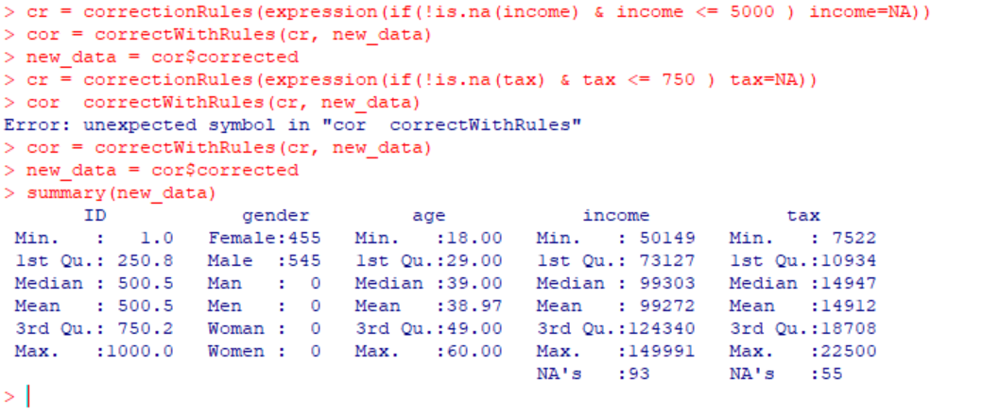 > cr = correctionRules(expression(if(!is.na(income) & income <= 5000 ) income=NA))
> cor = correctWithRules(cr, new_data)
> new_data = cor$corrected
> cr = correctionRules(expression(if(!is.na(tax) & tax <= 750 ) tax=NA))
> cor  correctWithRules(cr, new_data)
Error: unexpected symbol in "cor  correctWithRules"
> cor = correctWithRules(cr, new_data)
> new_data = cor$corrected
> summary(new_data)
       ID            gender         age            income            tax
 Min.   :   1.0   Female:455   Min.   :18.00   Min.   : 50149   Min.   : 7522
 1st Qu.: 250.8   Male  :545   1st Qu.:29.00   1st Qu.: 73127   1st Qu.:10934
 Median : 500.5   Man   :  0   Median :39.00   Median : 99303   Median :14947
 Mean   : 500.5   Men   :  0   Mean   :38.97   Mean   : 99272   Mean   :14912
 3rd Qu.: 750.2   Woman :  0   3rd Qu.:49.00   3rd Qu.:124340   3rd Qu.:18708
 Max.   :1000.0   Women :  0   Max.   :60.00   Max.   :149991   Max.   :22500
                                               NA's   :93       NA's   :55
>